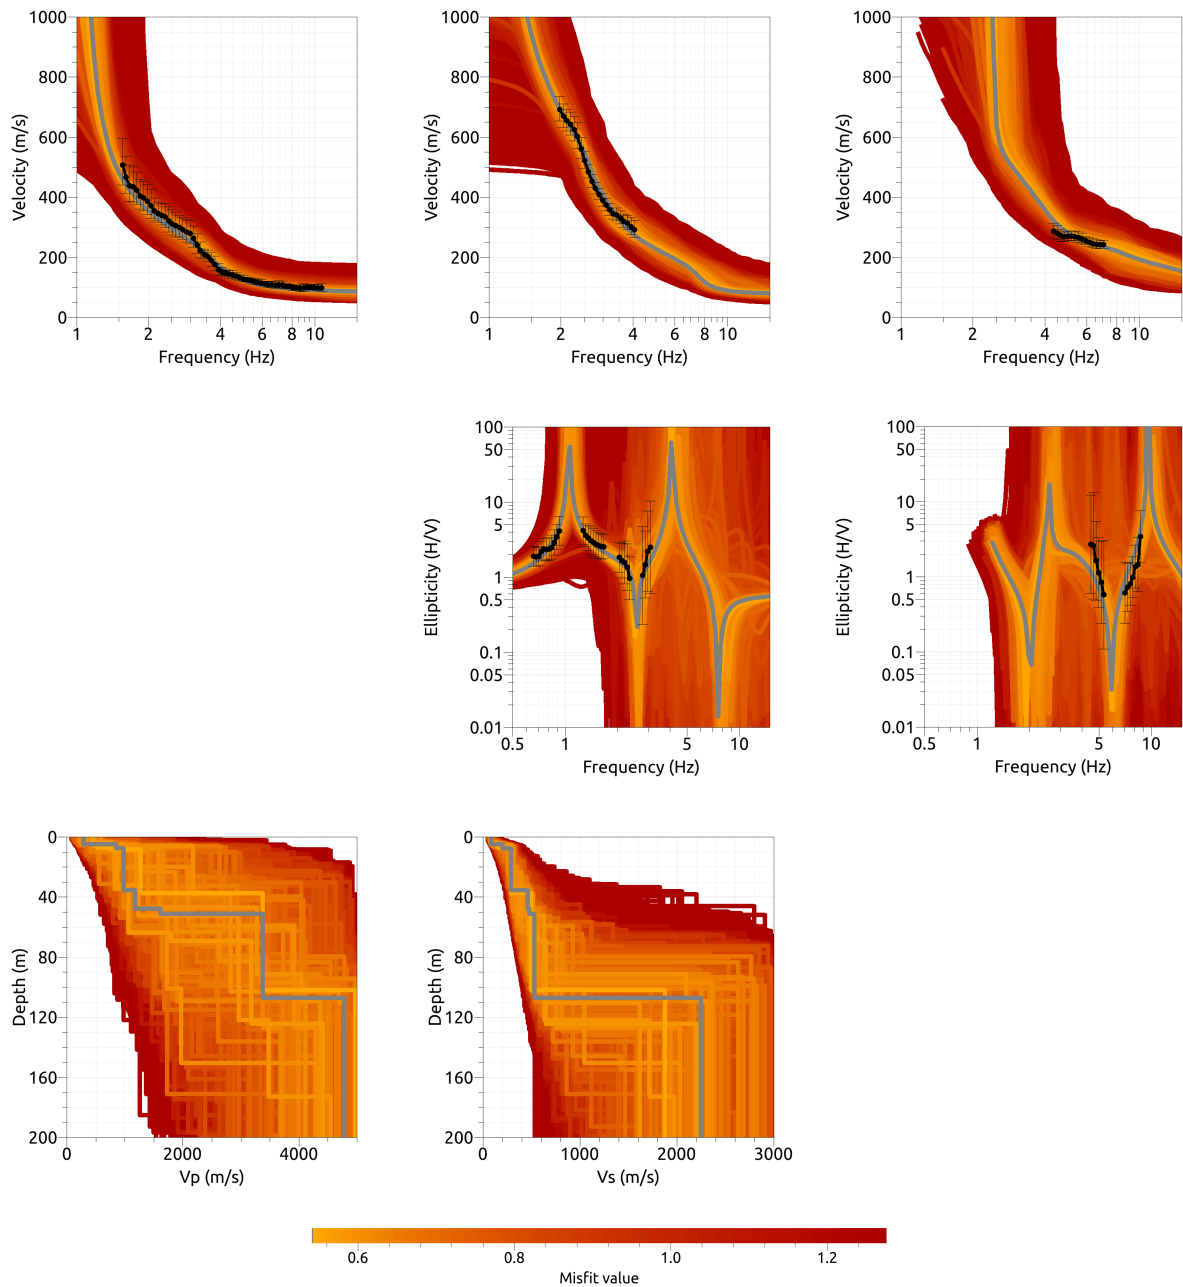 1000 1000 1000
800 800 800
600 600 600
400 400 400
200 200 200
0 0 0
Velocity (m/s) Velocity (m/s) Velocity (m/s)
1 2 4 6 8 10 1 2 4 6 8 10 1 2 4 6 8 10
Frequency (Hz) Frequency (Hz) Frequency (Hz)
100 100
50 50
10 10
5 5
1 1
0.5 0.5
0.1 0.1
0.05 0.05
0.01 0.01
Ellipticity (H/V) Ellipticity (H/V)
0.5 1 5 10 0.5 1 5 10
Frequency (Hz) Frequency (Hz)
0 0
40 40
80 80
120 120
160 160
200 200
Depth (m) Depth (m)
0 2000 4000 0 1000 2000 3000
Vp (m/s) Vs (m/s)
0.6 0.8 1.0 1.2
Misfit value